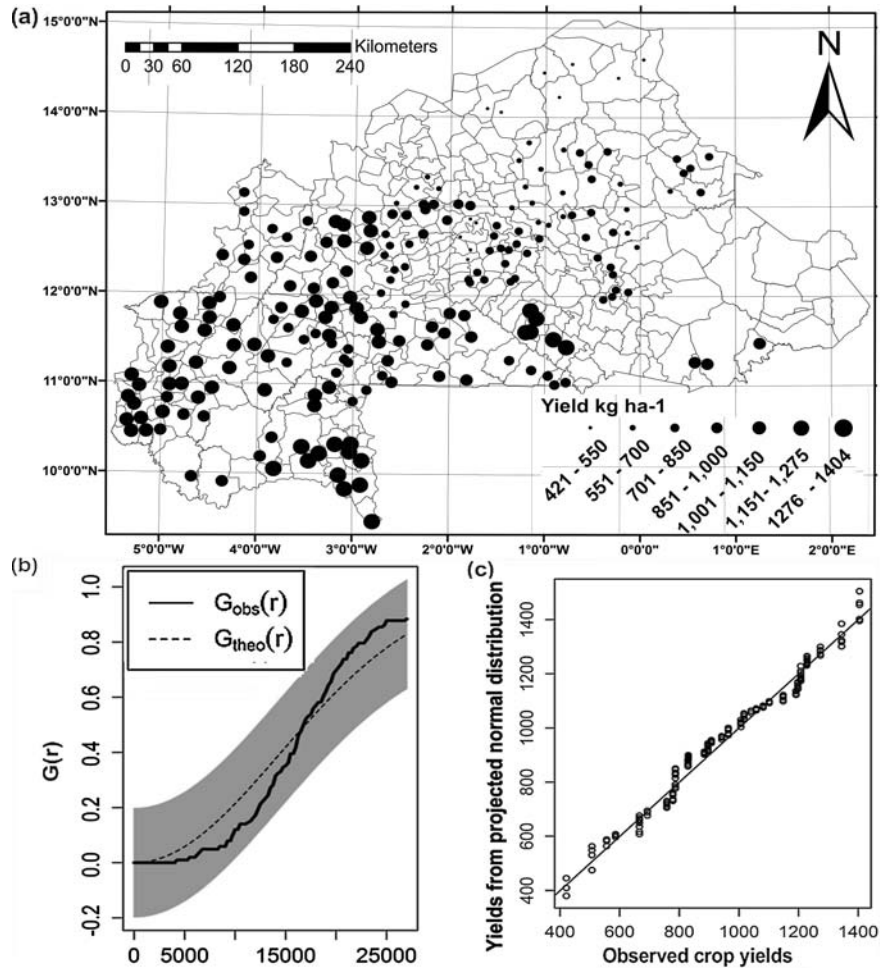 (a)
15°0'0"N
14°0'0"N
13°0'0"N
12°0'0"N
11°0'0"N
10°0'0"N
Kilometers
0 30 60 120 180 240
N
Yield kg ha-1
421 - 550
551 - 700
701 - 850
851 - 1,000
1,001 - 1,150
1,151- 1,275
1276 - 1404
5°0'0"W 4°0'0"W 3°0'0"W 2°0'0"W 1°0'0"W 0°0'0" 1°0'0"E 2°0'0"E
(b)
Gobs(r)
Gtheo(r)
G(r)
1.0
0.8
0.6
0.4
0.2
0.0
-0.2
0 5000 15000 25000
(c)
Yields from projected normal distribution
1400
1200
1000
800
600
400
400 600 800 1000 1200 1400
Observed crop yields